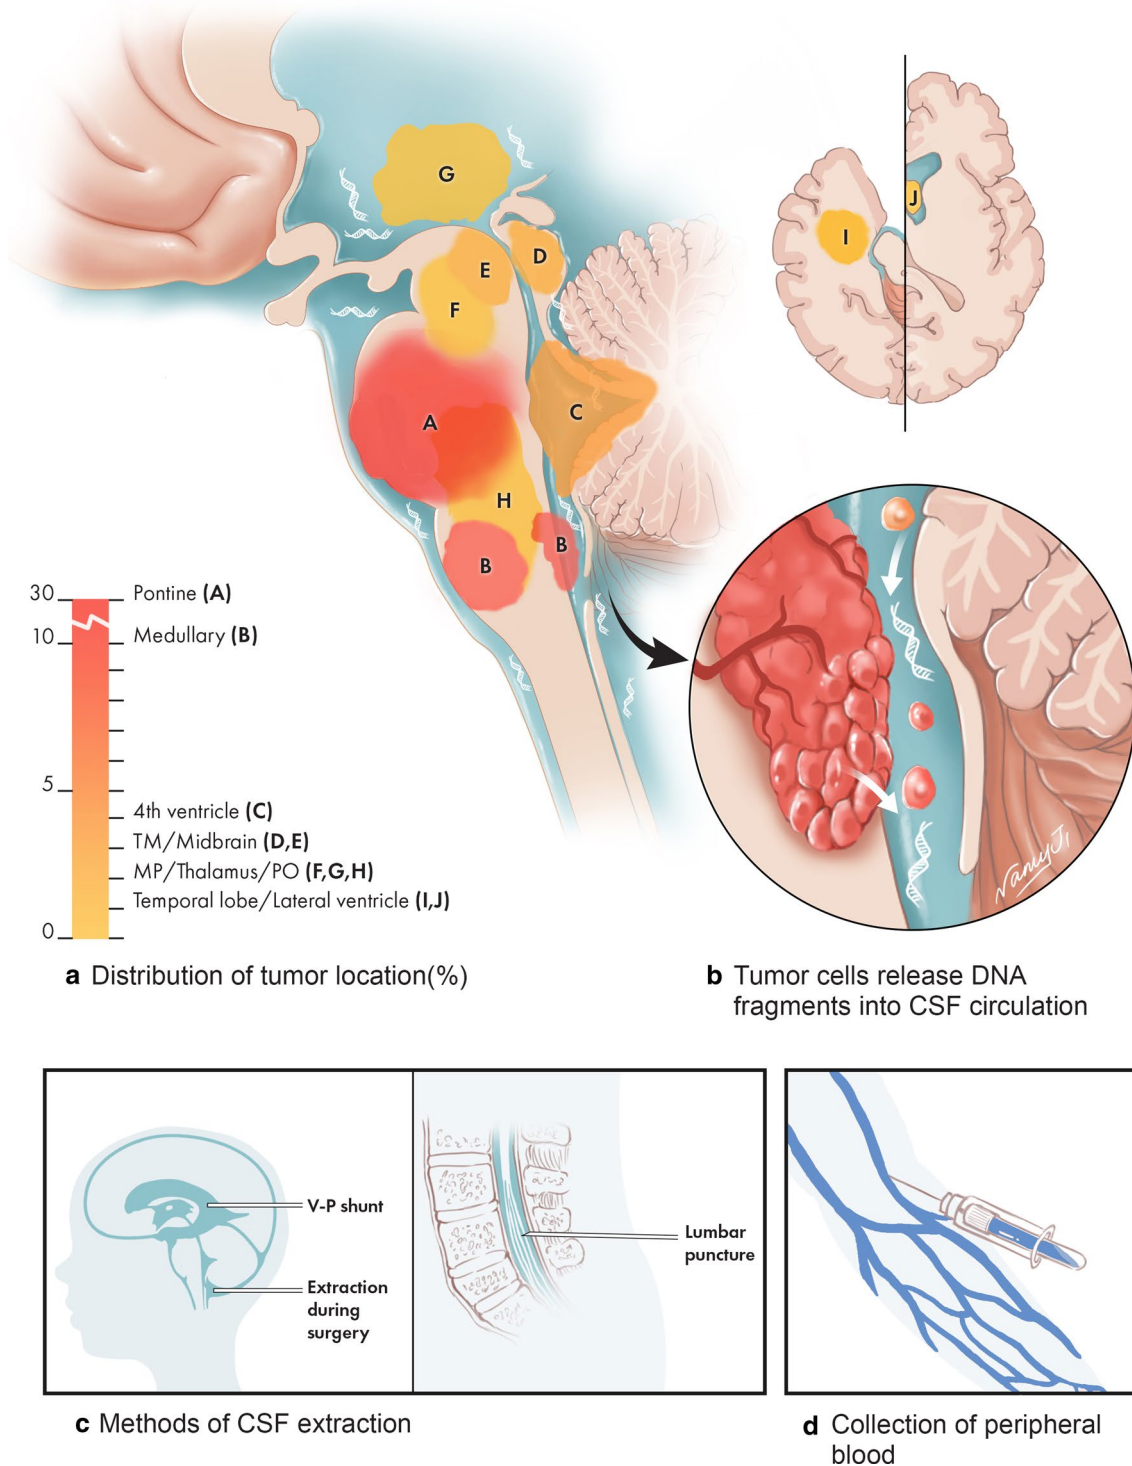 G
D
E
F
A
C
H
B
B
I
J
30
10
5
0
Pontine (A)
Medullary (B)
4th ventricle (C)
TM/Midbrain (D,E)
MP/Thalamus/PO (F,G,H)
Temporal lobe/Lateral ventricle (I,J)
a Distribution of tumor location(%)
b Tumor cells release DNA
fragments into CSF circulation
V-P shunt
Extraction
during
surgery
Lumbar
puncture
c Methods of CSF extraction
d Collection of peripheral
blood